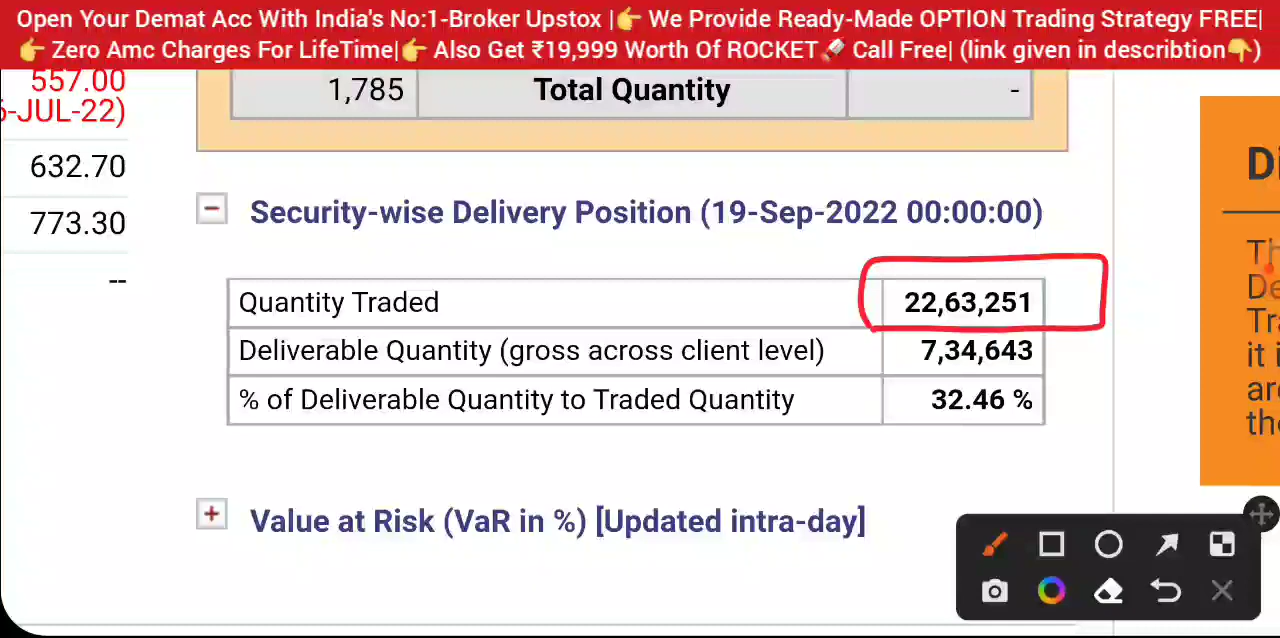 Open Your Demat Acc With India's No:1-Broker Upstox |👉 We Provide Ready-Made OPTION Trading Strategy FREE|
👉 Zero Amc Charges For LifeTime|👉 Also Get ₹19,999 Worth Of ROCKET🚀 Call Free| (link given in describtion👇)
557.00
-JUL-22)
632.70
773.30
--
1,785 Total Quantity -
Security-wise Delivery Position (19-Sep-2022 00:00:00)
Quantity Traded 22,63,251
Deliverable Quantity (gross across client level) 7,34,643
% of Deliverable Quantity to Traded Quantity 32.46 %
Value at Risk (VaR in %) [Updated intra-day]
it